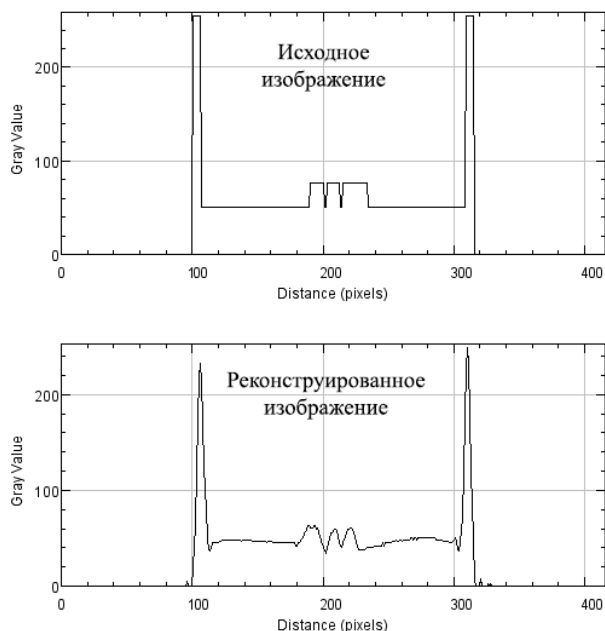 Исходное
изображение
Gray Value
200
100
0
0 100 200 300 400
Distance (pixels)
Реконструированное
изображение
Gray Value
200
100
0
0 100 200 300 400
Distance (pixels)